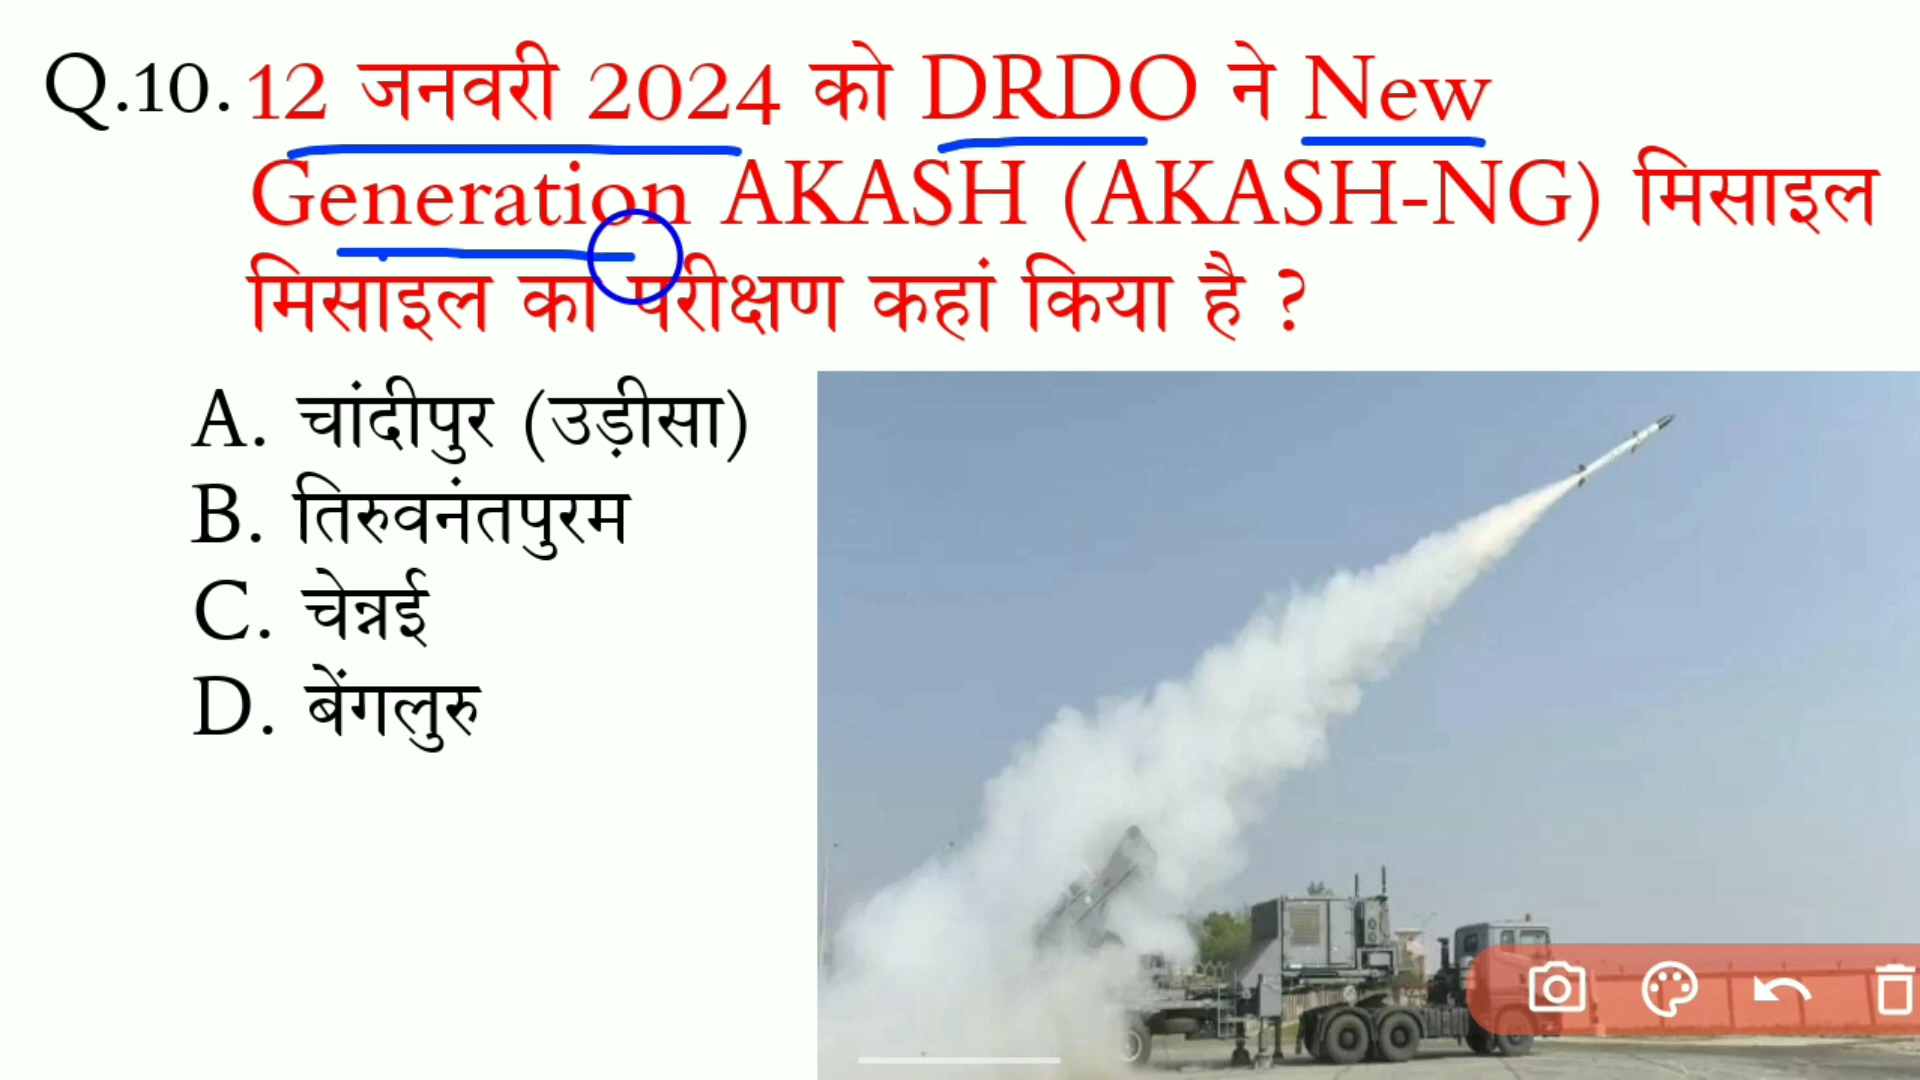 Q.10. 12 जनवरी 2024 को DRDO ने New
Generation AKASH (AKASH-NG) मिसाइल
मिसाइल का परीक्षण कहां किया है ?
A. चांदीपुर (उड़ीसा)
B. तिरुवनंतपुरम
C. चेन्नई
D. बेंगलुरु